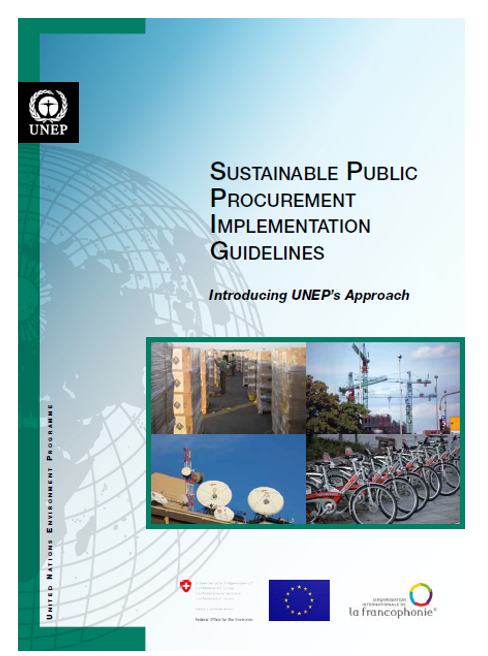 UNEP
SUSTAINABLE PUBLIC
PROCUREMENT
IMPLEMENTATION
GUIDELINES
Introducing UNEP's Approach
UNITED NATIONS ENVIRONMENT PROGRAMME
Federal Office for the Environment
ORGANISATION
INTERNATIONALE DE
la francophonie